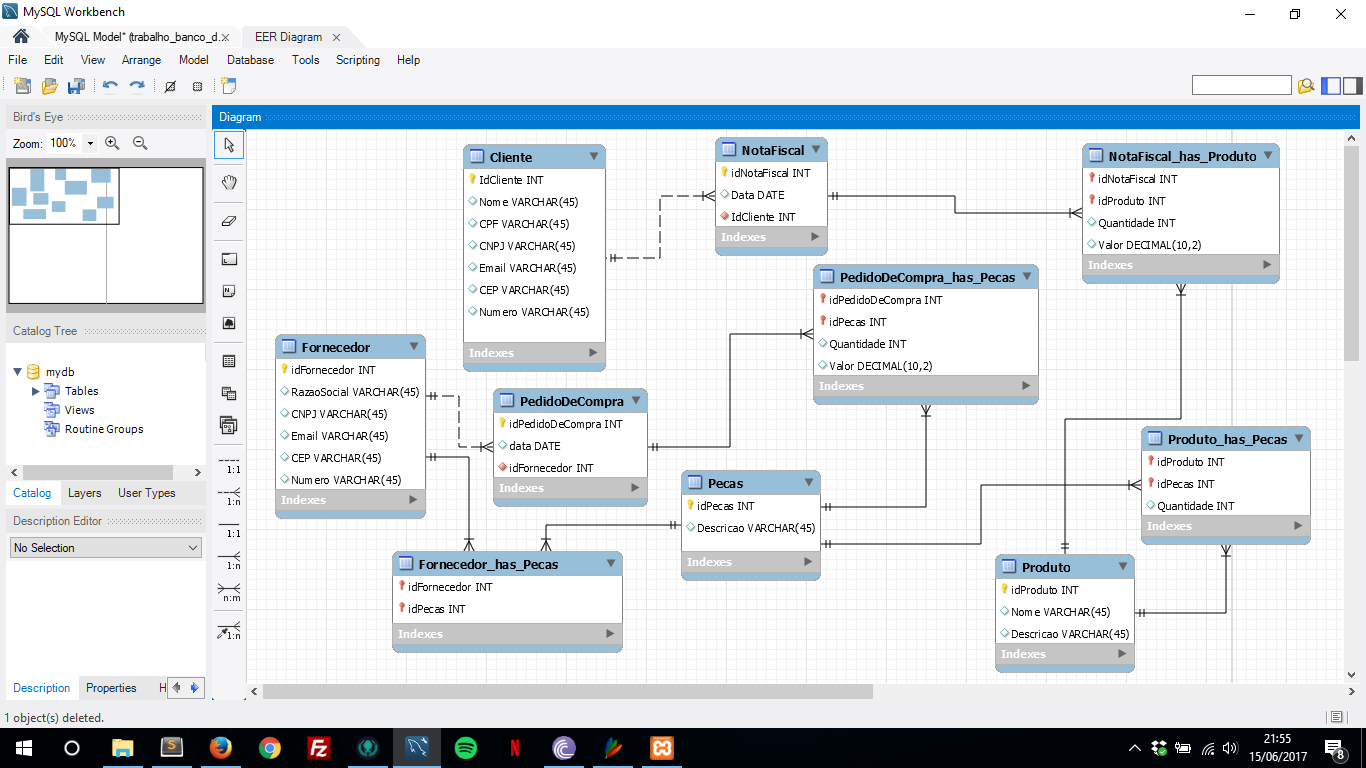 MySQL Workbench
MySQL Model* (trabalho_banco_d... ×
EER Diagram ×
File Edit View Arrange Model Database Tools Scripting Help
Bird's Eye
Zoom: 100%
Catalog Tree
mydb
Tables
Views
Routine Groups
Catalog Layers User Types
Description Editor
No Selection
Description Properties H
1 object(s) deleted.
Diagram
1:1
1:n
1:1
1:n
n:m
1:n
Cliente
IdCliente INT
Nome VARCHAR(45)
CPF VARCHAR(45)
CNPJ VARCHAR(45)
Email VARCHAR(45)
CEP VARCHAR(45)
Numero VARCHAR(45)
Indexes
NotaFiscal
idNotaFiscal INT
Data DATE
IdCliente INT
Indexes
NotaFiscal_has_Produto
idNotaFiscal INT
idProduto INT
Quantidade INT
Valor DECIMAL(10,2)
Indexes
PedidoDeCompra_has_Pecas
idPedidoDeCompra INT
idPecas INT
Quantidade INT
Valor DECIMAL(10,2)
Indexes
Fornecedor
idFornecedor INT
RazaoSocial VARCHAR(45)
CNPJ VARCHAR(45)
Email VARCHAR(45)
CEP VARCHAR(45)
Numero VARCHAR(45)
Indexes
PedidoDeCompra
idPedidoDeCompra INT
data DATE
idFornecedor INT
Indexes
Pecas
idPecas INT
Descricao VARCHAR(45)
Indexes
Produto_has_Pecas
idProduto INT
idPecas INT
Quantidade INT
Indexes
Fornecedor_has_Pecas
idFornecedor INT
idPecas INT
Indexes
Produto
idProduto INT
Nome VARCHAR(45)
Descricao VARCHAR(45)
Indexes
21:55
15/06/2017
8